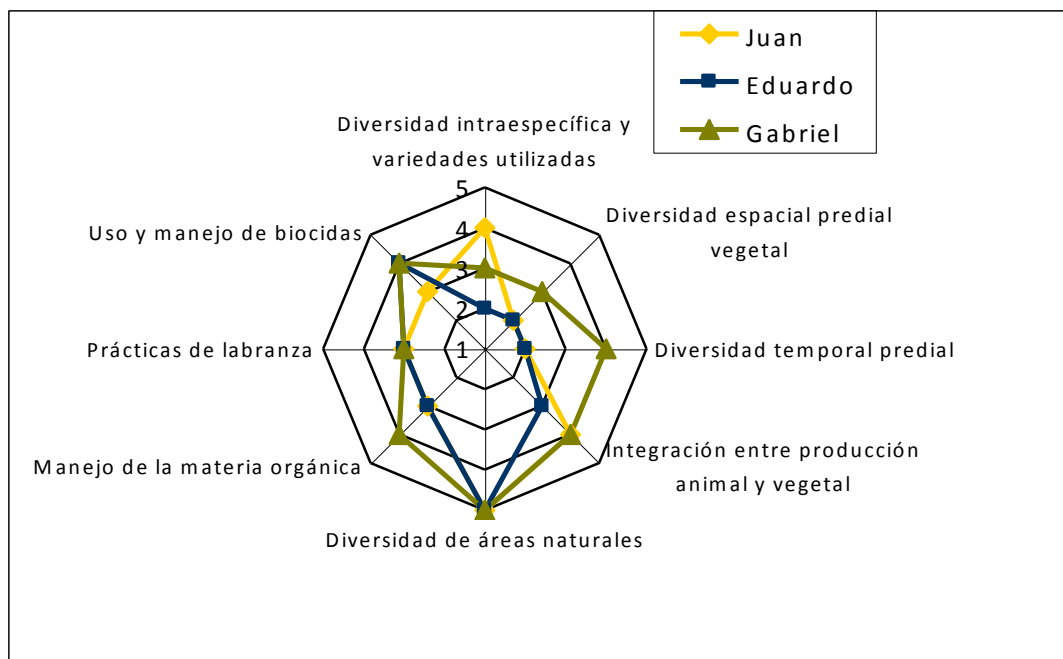 Juan
Eduardo
Gabriel
Diversidad intraespecífica y
variedades utilizadas
Diversidad espacial predial
vegetal
Diversidad temporal predial
Integración entre producción
animal y vegetal
Diversidad de áreas naturales
Manejo de la materia orgánica
Prácticas de labranza
Uso y manejo de biocidas
5
4
3
2
1